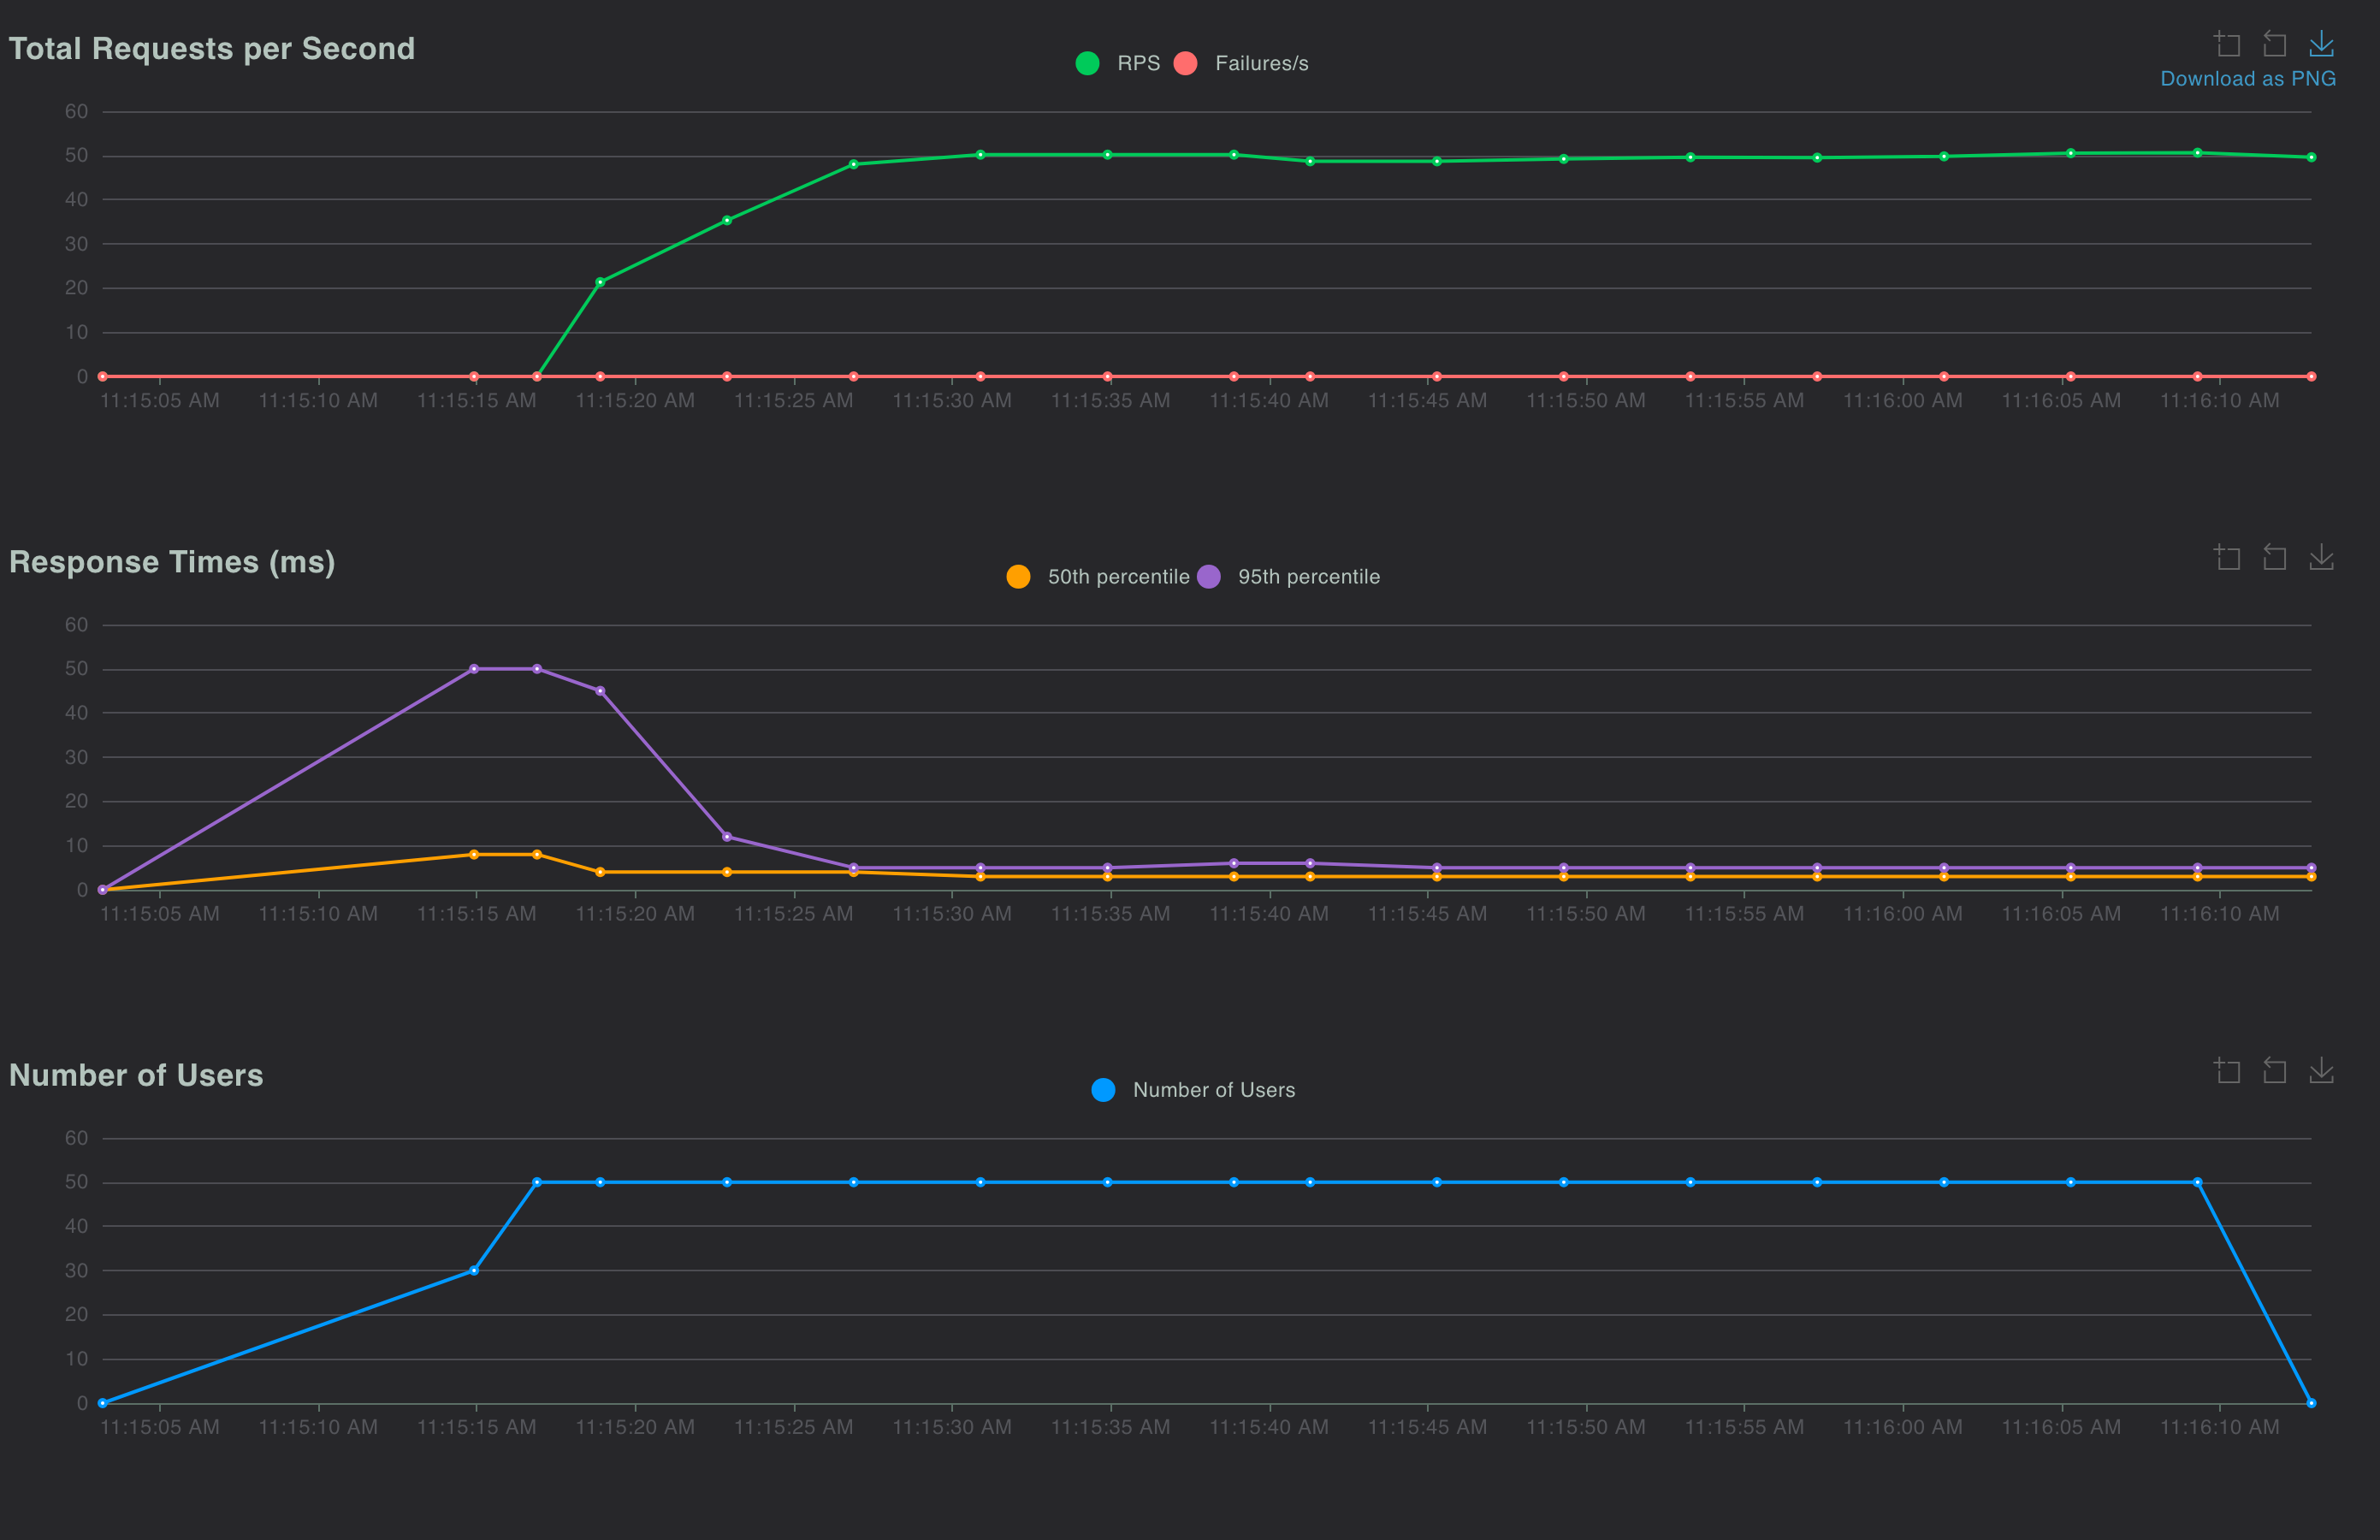 Total Requests per Second
RPS Failures/s
Download as PNG
60
50
40
30
20
10
0
11:15:05 AM 11:15:10 AM 11:15:15 AM 11:15:20 AM 11:15:25 AM 11:15:30 AM 11:15:35 AM 11:15:40 AM 11:15:45 AM 11:15:50 AM 11:15:55 AM 11:16:00 AM 11:16:05 AM 11:16:10 AM
Response Times (ms)
50th percentile 95th percentile
60
50
40
30
20
10
0
11:15:05 AM 11:15:10 AM 11:15:15 AM 11:15:20 AM 11:15:25 AM 11:15:30 AM 11:15:35 AM 11:15:40 AM 11:15:45 AM 11:15:50 AM 11:15:55 AM 11:16:00 AM 11:16:05 AM 11:16:10 AM
Number of Users
Number of Users
60
50
40
30
20
10
0
11:15:05 AM 11:15:10 AM 11:15:15 AM 11:15:20 AM 11:15:25 AM 11:15:30 AM 11:15:35 AM 11:15:40 AM 11:15:45 AM 11:15:50 AM 11:15:55 AM 11:16:00 AM 11:16:05 AM 11:16:10 AM